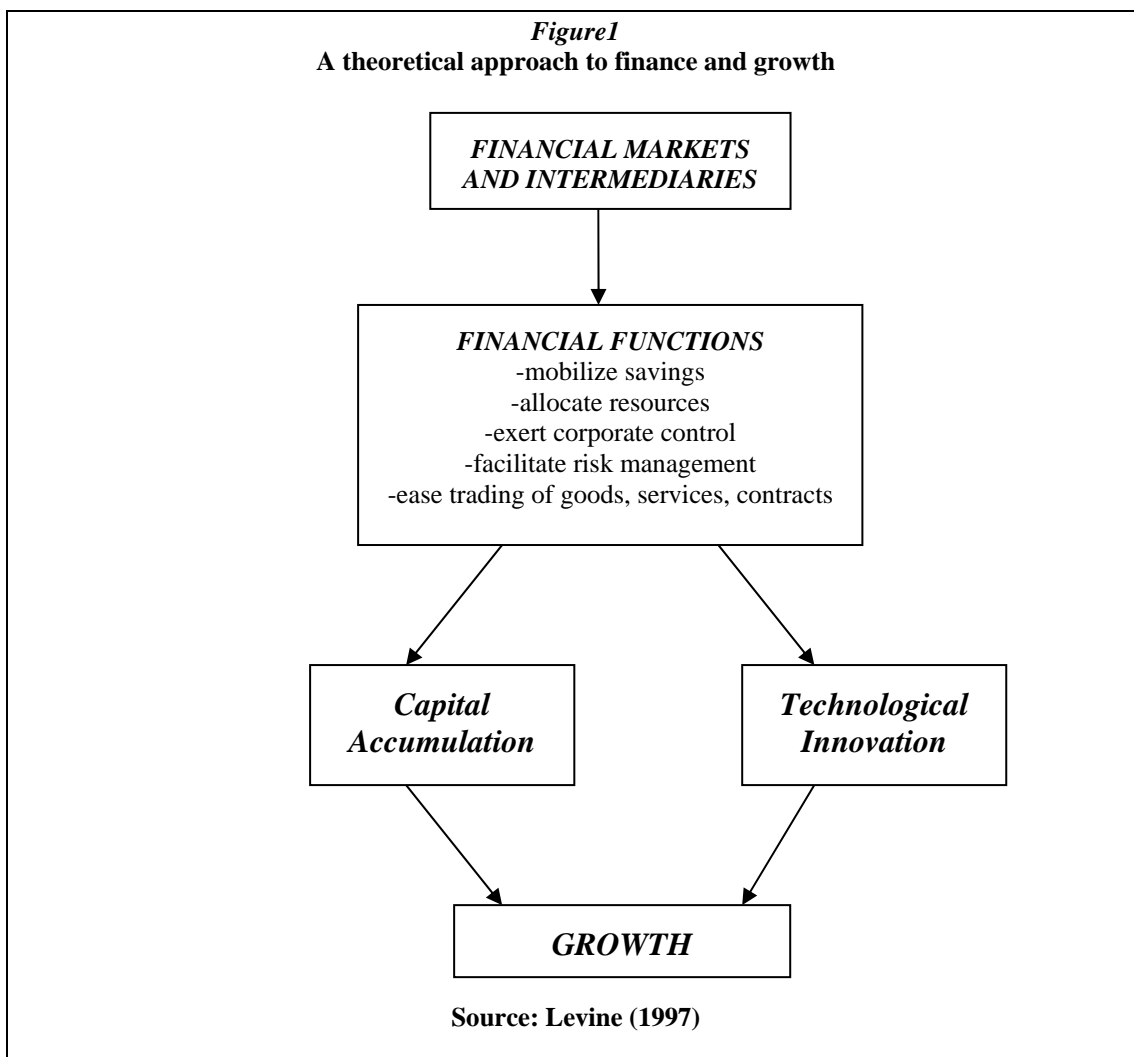 Figure1
A theoretical approach to finance and growth
FINANCIAL MARKETS
AND INTERMEDIARIES
FINANCIAL FUNCTIONS
-mobilize savings
-allocate resources
-exert corporate control
-facilitate risk management
-ease trading of goods, services, contracts
Capital
Accumulation
Technological
Innovation
GROWTH
Source: Levine (1997)